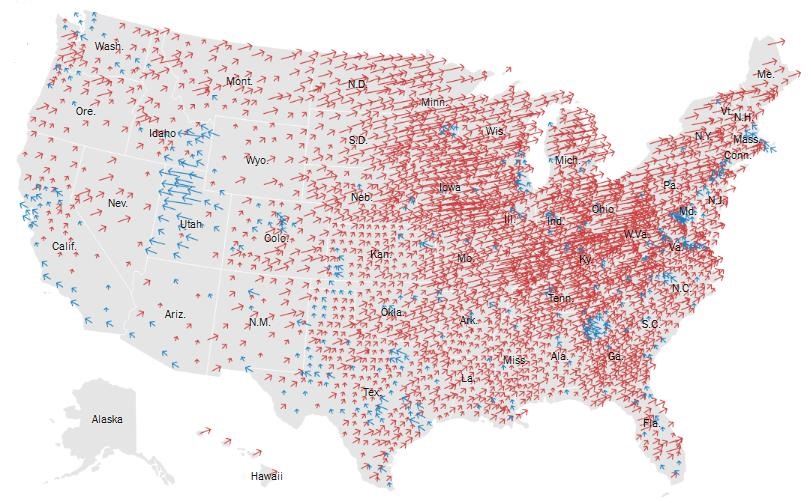 Wash.
Mont.
N.D.
Minn.
Me.
Ore.
Idaho
S.D.
Wis.
Vt.
N.H.
N.Y.
Mass.
Conn.
Wyo.
Mich.
Iowa
Neb.
Pa.
N.J.
Nev.
Utah
Colo.
Ill.
Ind.
Ohio
Md.
W.Va.
Va.
Calif.
Kan.
Mo.
Ky.
N.C.
Tenn.
Ariz.
N.M.
Okla.
Ark.
S.C.
Miss.
Ala.
Ga.
La.
Tex.
Fla.
Alaska
Hawaii